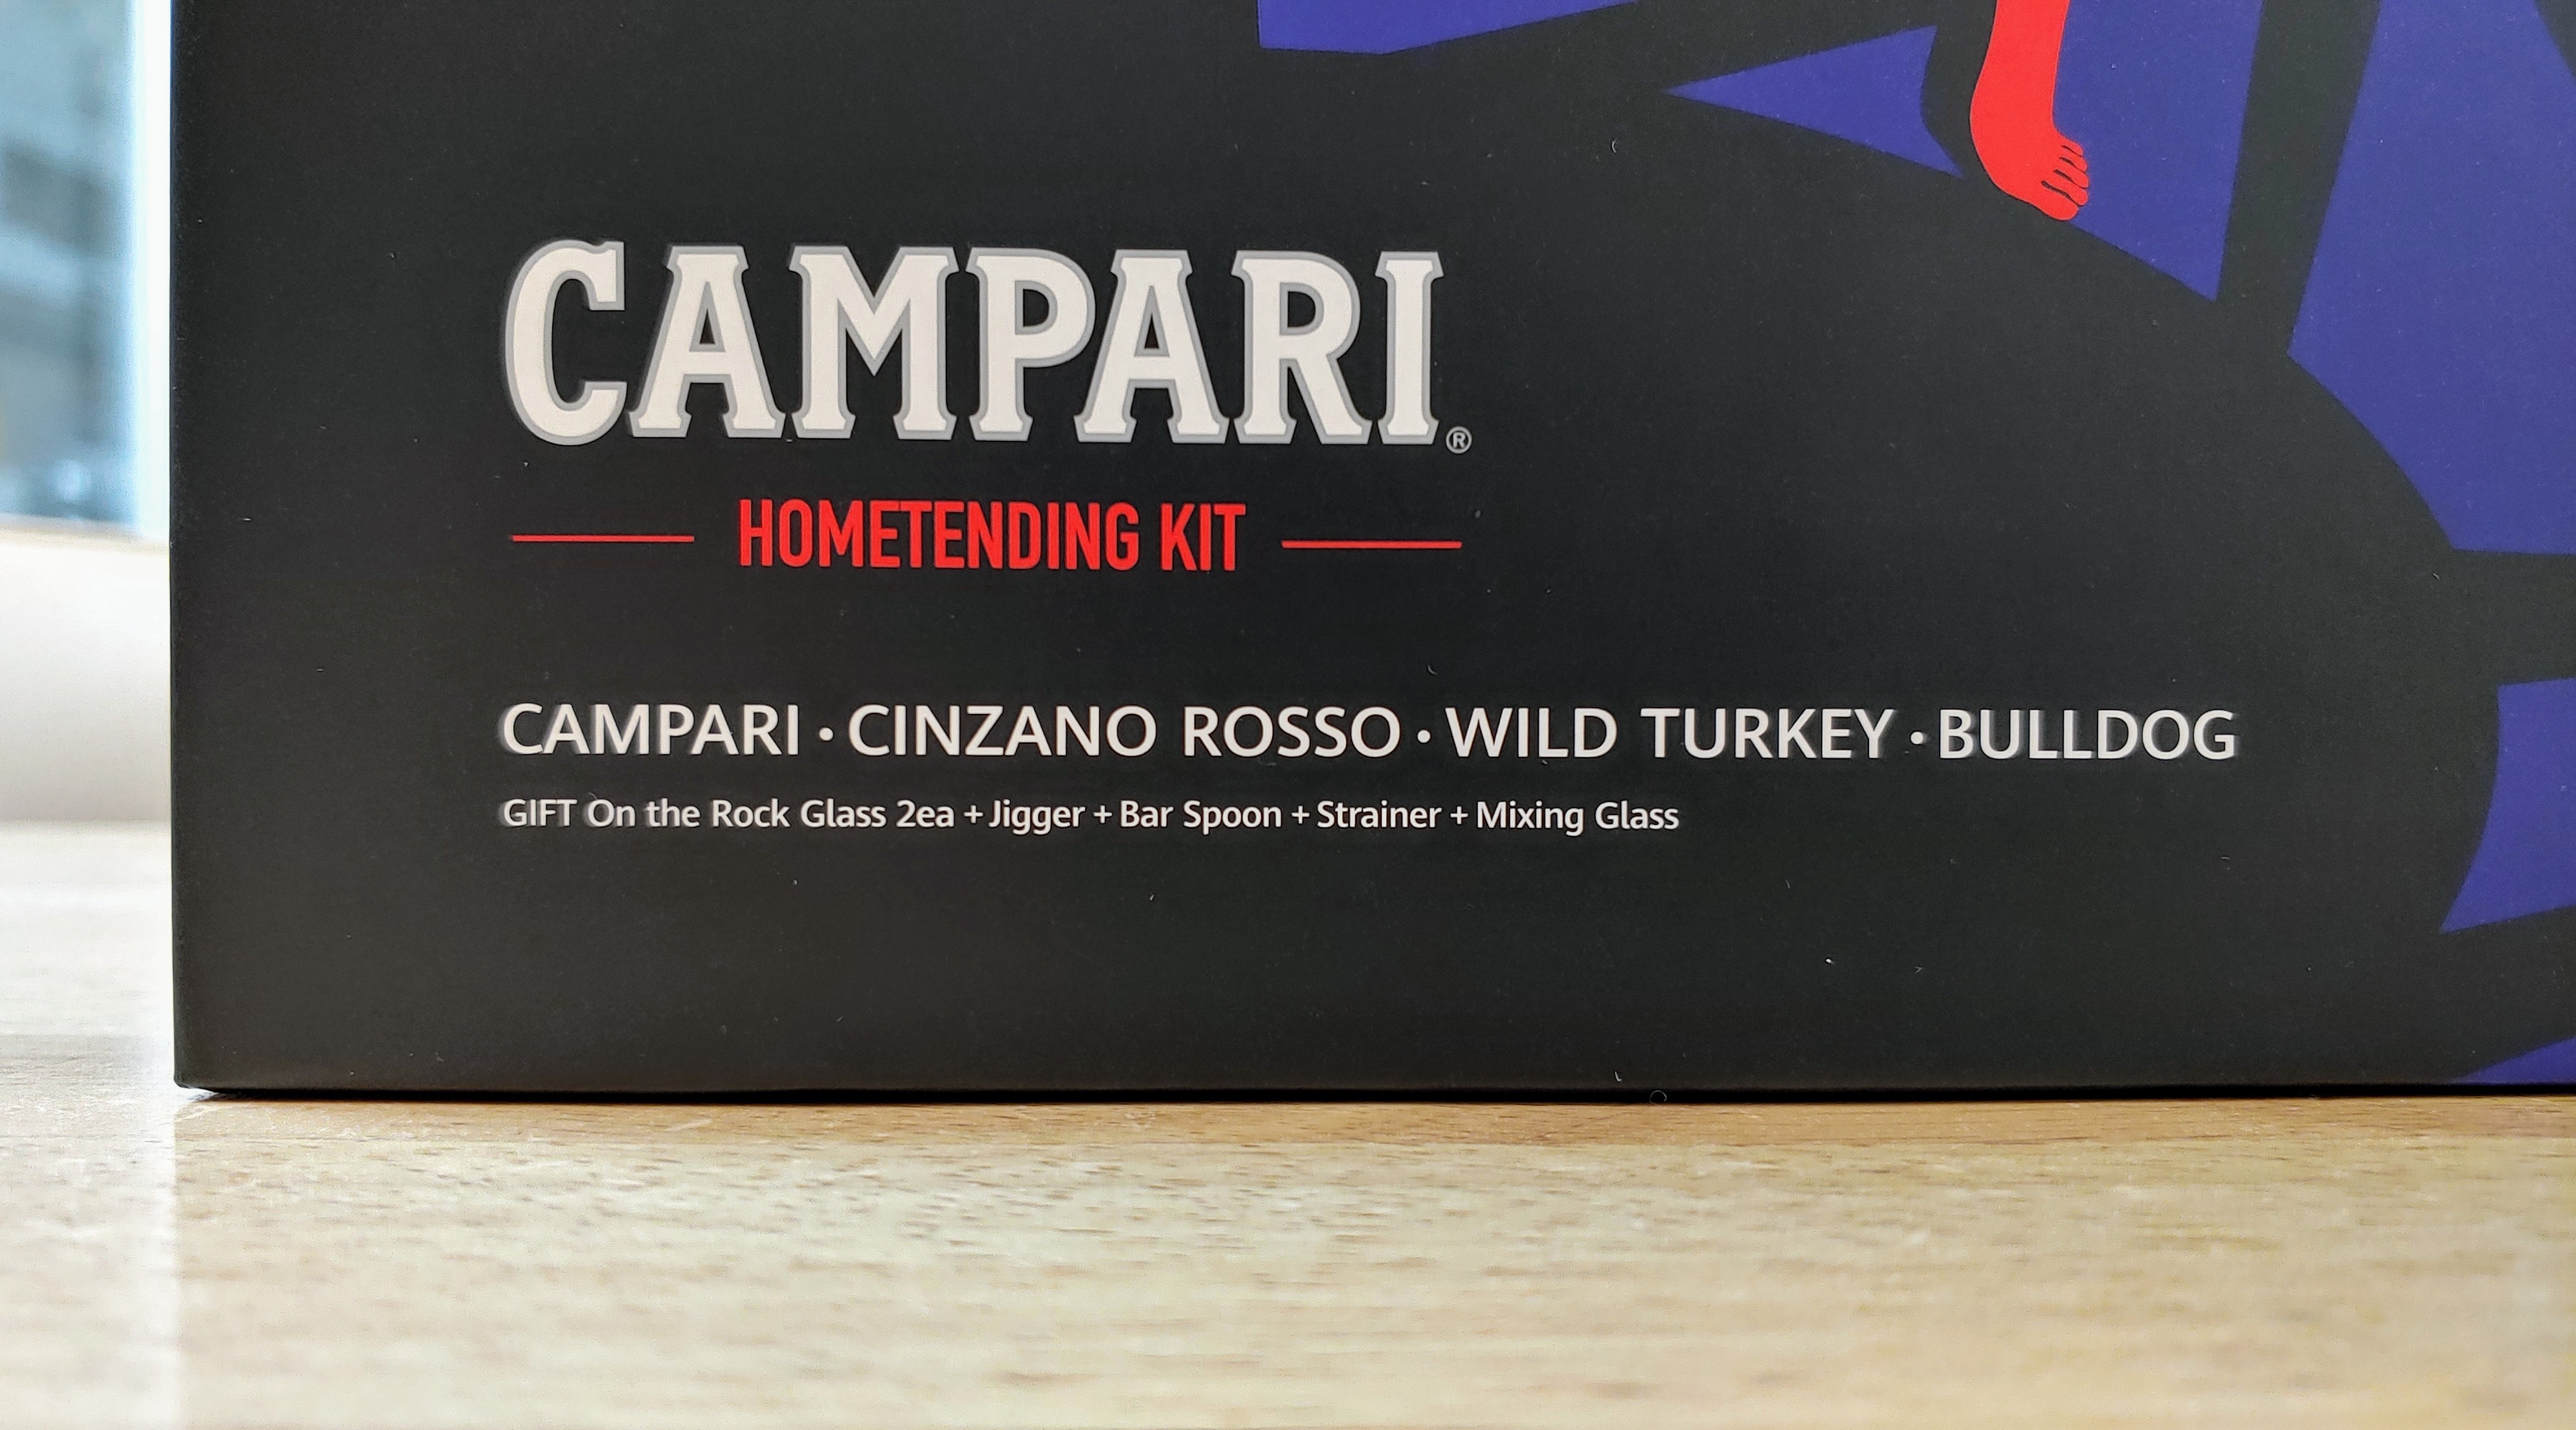 CAMPARI®
HOMETENDING KIT
CAMPARI · CINZANO ROSSO · WILD TURKEY · BULLDOG
GIFT On the Rock Glass 2ea + Jigger + Bar Spoon + Strainer + Mixing Glass